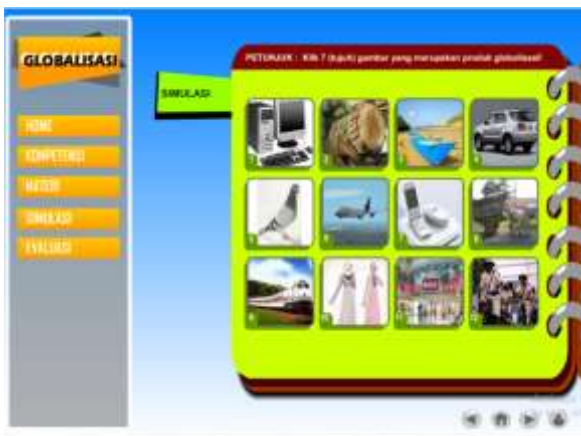 GLOBALISASI
HOME
KOMPETENSI
MATERI
SIMULASI
EVALUASI
SIMULASI
PETUNJUK : Klik 7 (tujuh) gambar yang merupakan produk globalisasi!